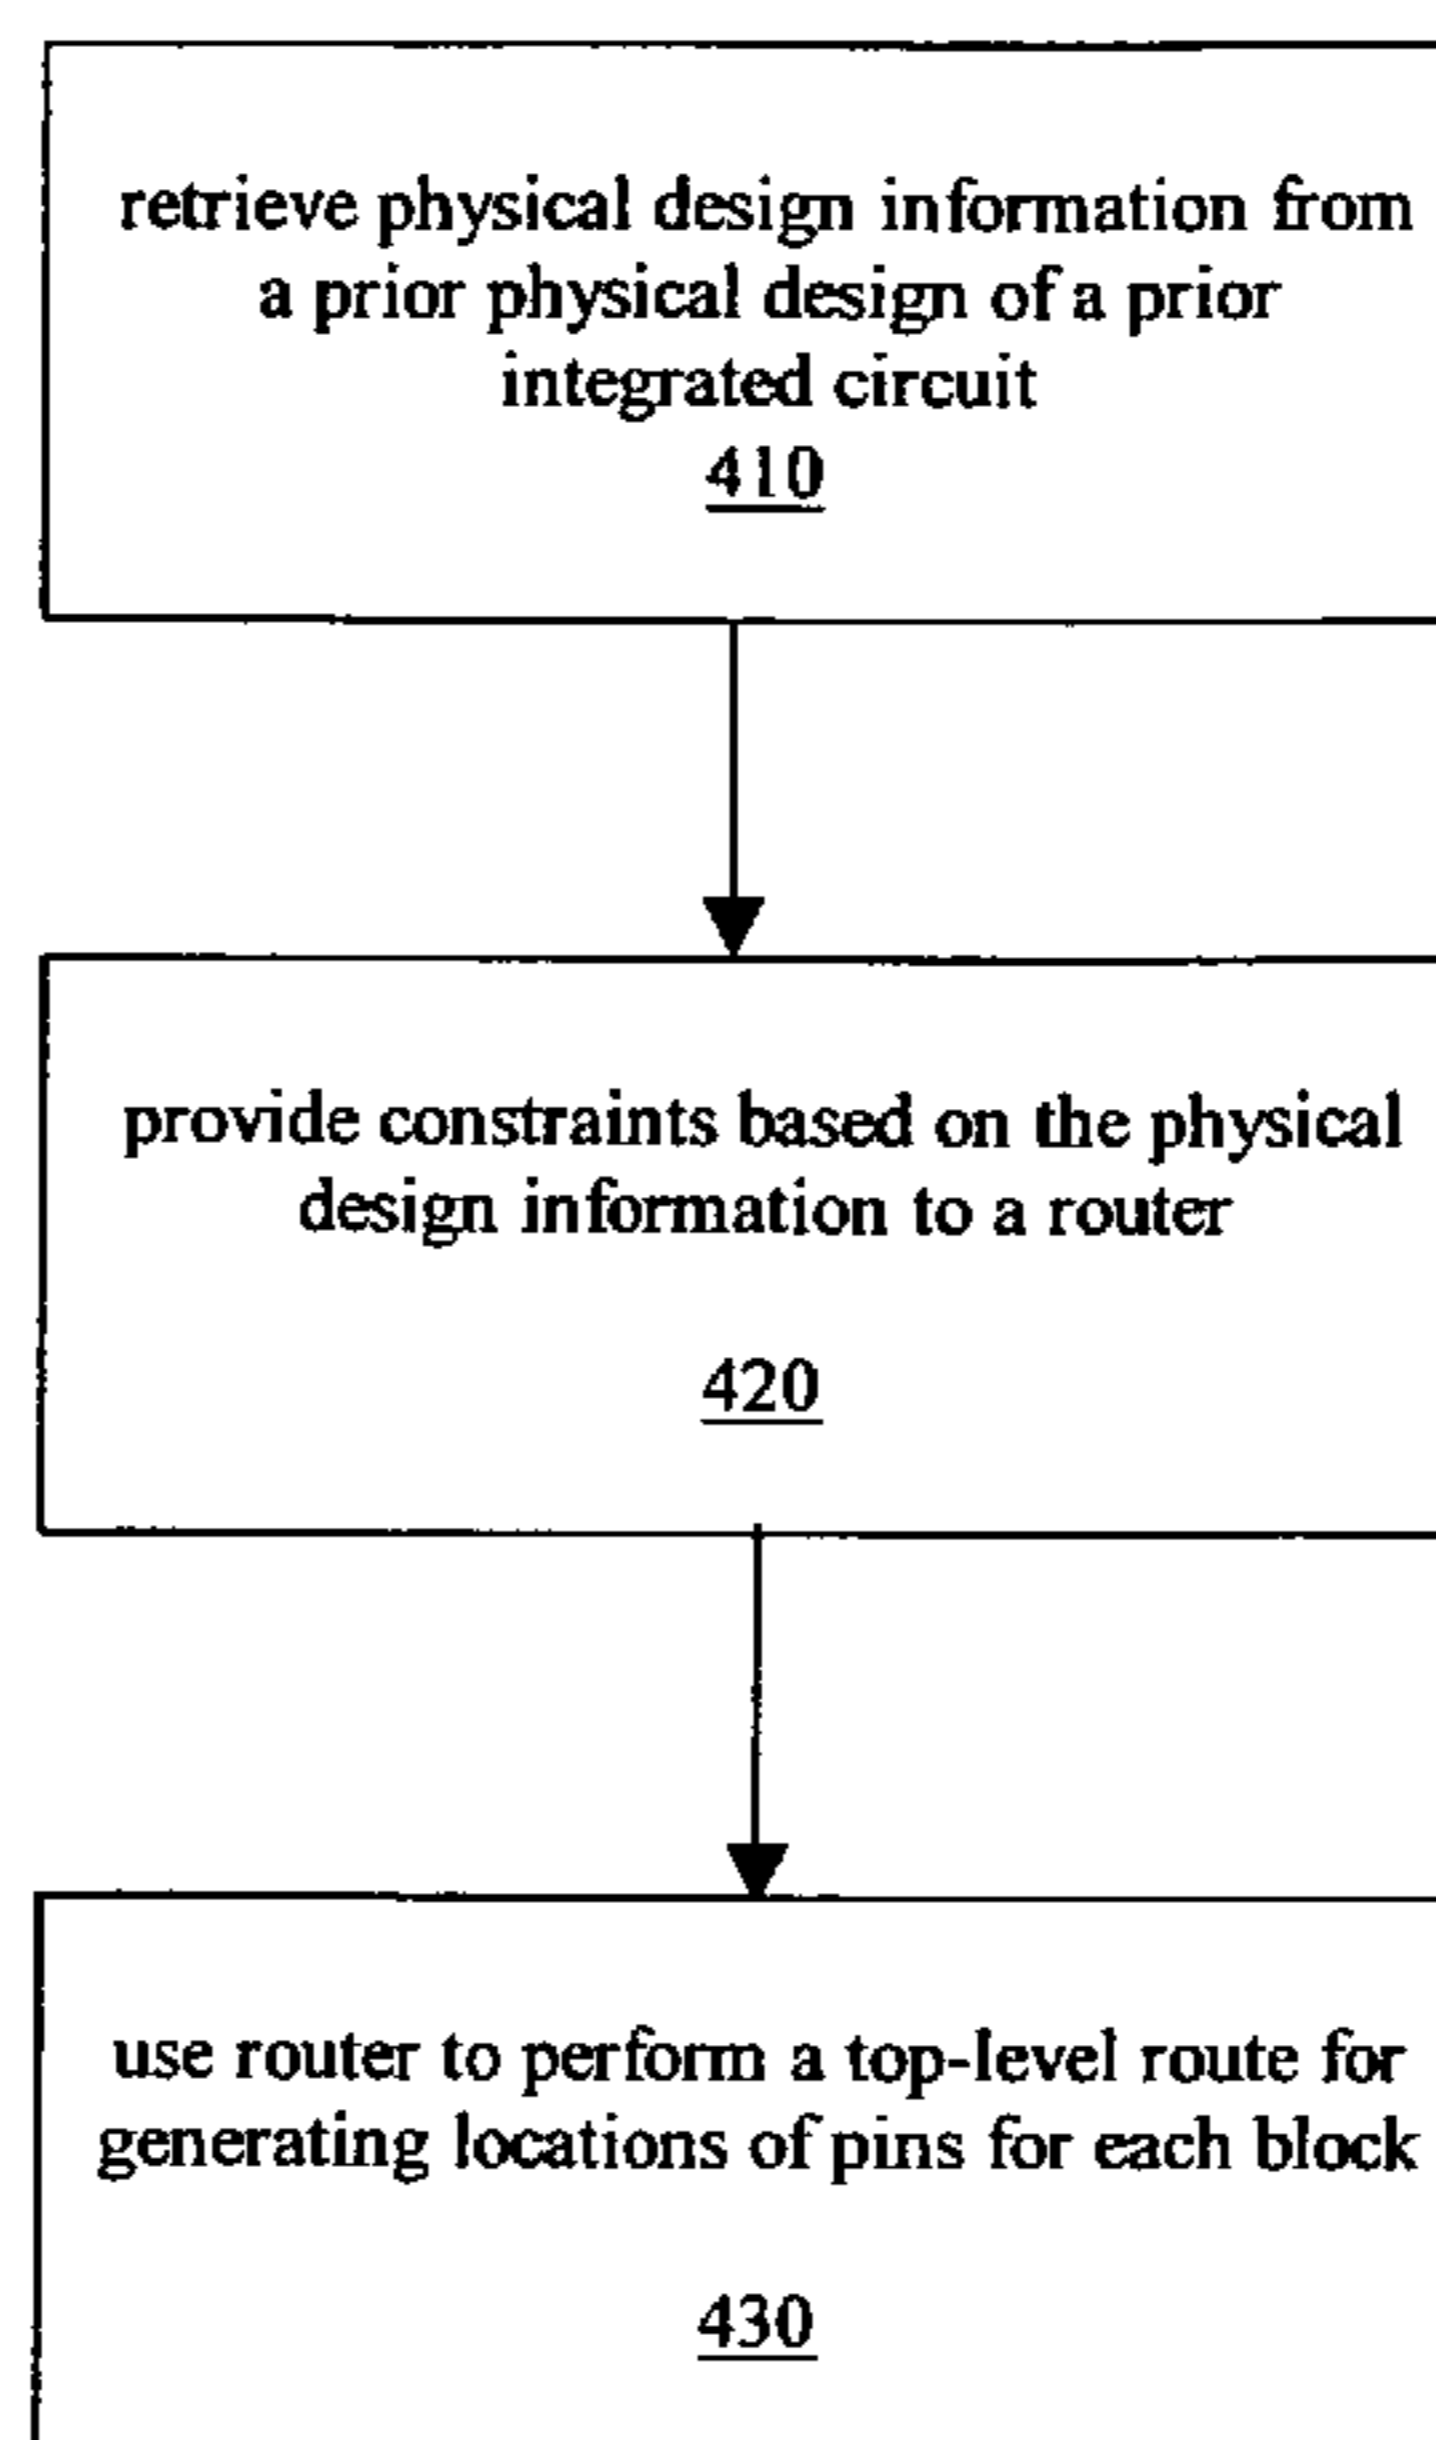 retrieve physical design information from
a prior physical design of a prior
integrated circuit
410
provide constraints based on the physical
design information to a router
420
use router to perform a top-level route for
generating locations of pins for each block
430